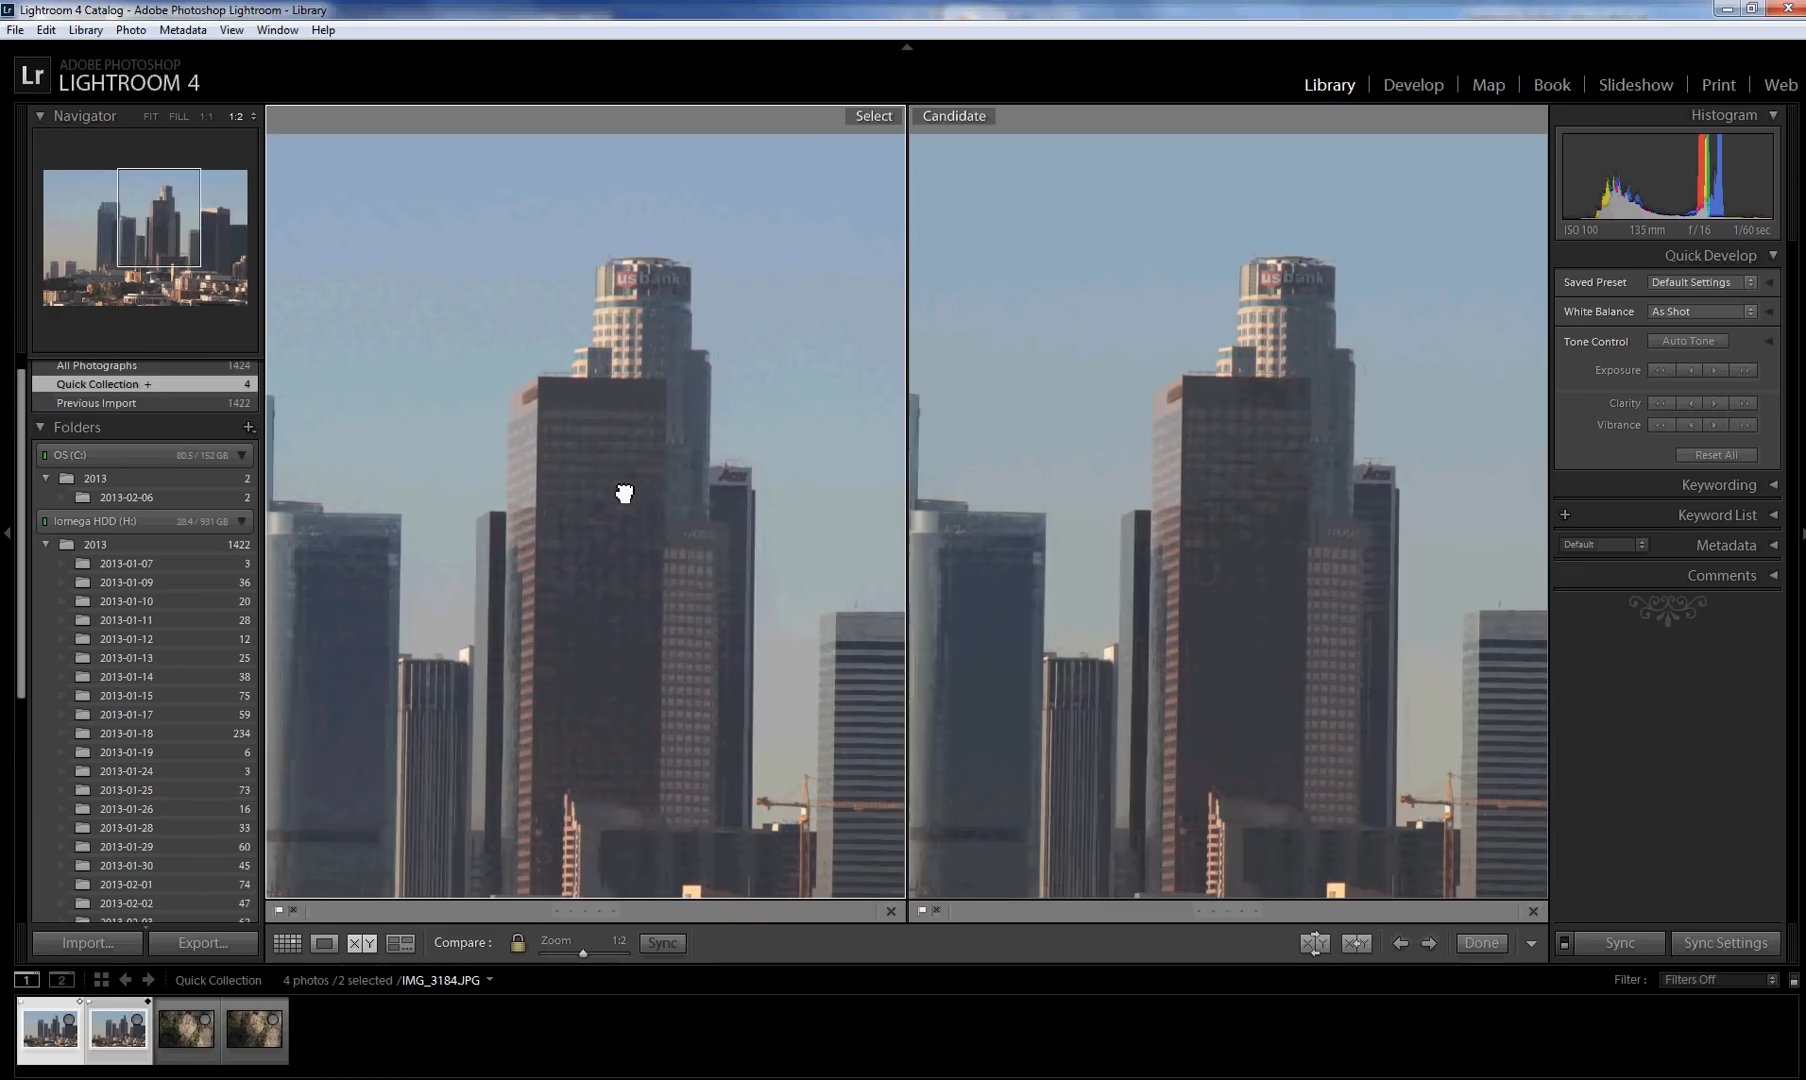 Lightroom 4 Catalog - Adobe Photoshop Lightroom - Library
File Edit Library Photo Metadata View Window Help
Lr ADOBE PHOTOSHOP
LIGHTROOM 4
Library Develop Map Book Slideshow Print Web
Navigator FIT FILL 1:1 1:2
All Photographs 1424
Quick Collection + 4
Previous Import 1422
Folders +
OS (C:) 80.5 / 152 GB
2013 2
2013-02-06 2
Iomega HDD (H:) 28.4 / 931 GB
2013 1422
2013-01-07 3
2013-01-09 36
2013-01-10 20
2013-01-11 28
2013-01-12 12
2013-01-13 25
2013-01-14 38
2013-01-15 75
2013-01-17 59
2013-01-18 234
2013-01-19 6
2013-01-24 3
2013-01-25 73
2013-01-26 16
2013-01-28 33
2013-01-29 60
2013-01-30 45
2013-02-01 74
2013-02-02 47
Import... Export...
Select
usbank
Aon
Candidate
usbank
Aon
Histogram
ISO 100 135 mm f / 16 1/60 sec
Quick Develop
Saved Preset Default Settings
White Balance As Shot
Tone Control Auto Tone
Exposure
Clarity
Vibrance
Reset All
Keywording
+ Keyword List
Default Metadata
Comments
XY Compare : Zoom 1:2 Sync
XY XY Done
Sync Sync Settings
1 2 Quick Collection 4 photos /2 selected /IMG_3184.JPG
Filter : Filters Off